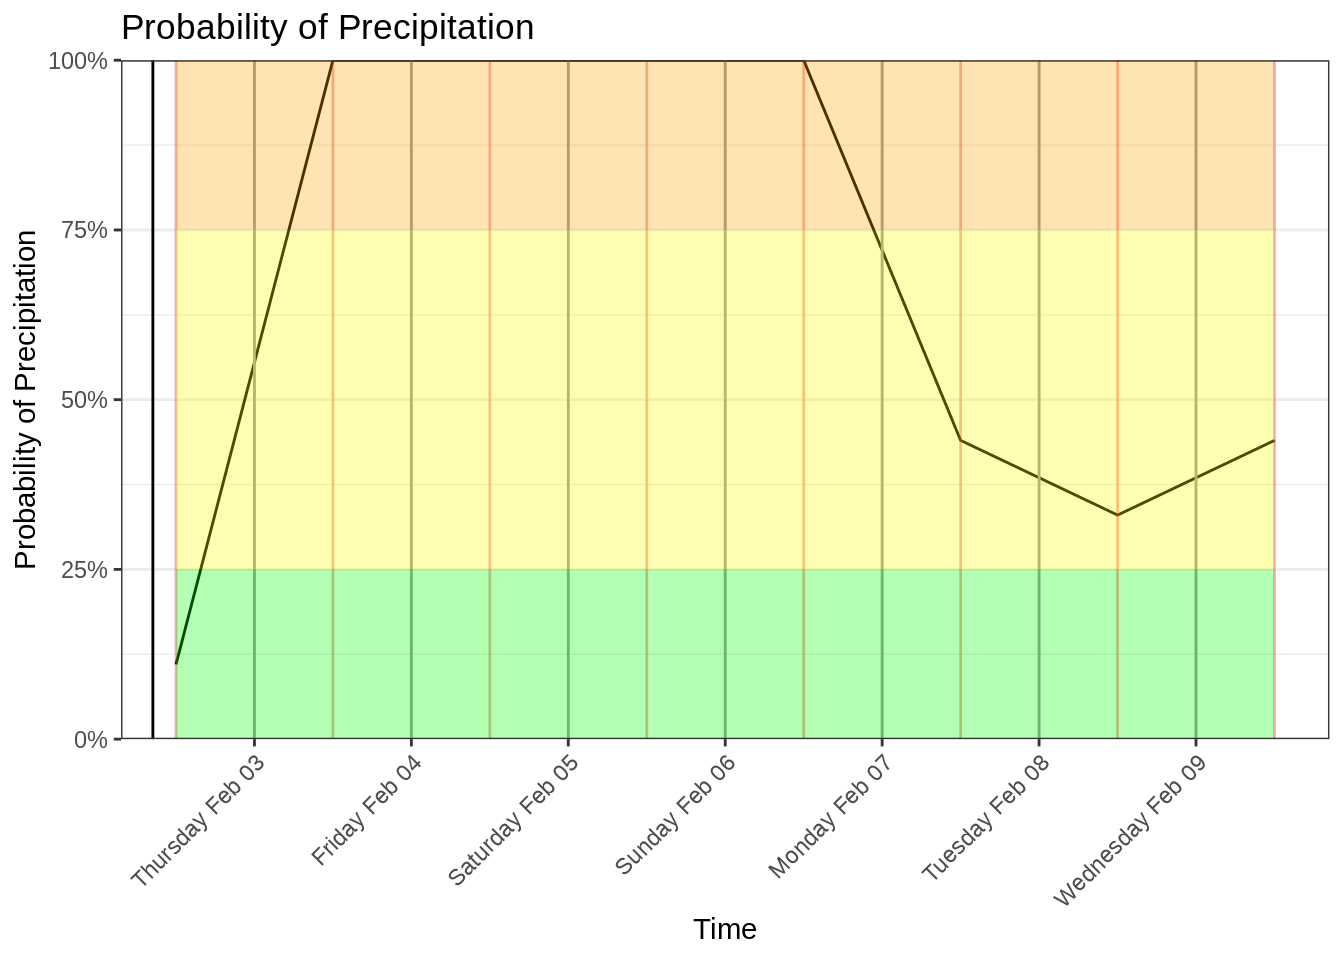 Probability of Precipitation
Probability of Precipitation
100%
75%
50%
25%
0%
Thursday Feb 03
Friday Feb 04
Saturday Feb 05
Sunday Feb 06
Monday Feb 07
Tuesday Feb 08
Wednesday Feb 09
Time